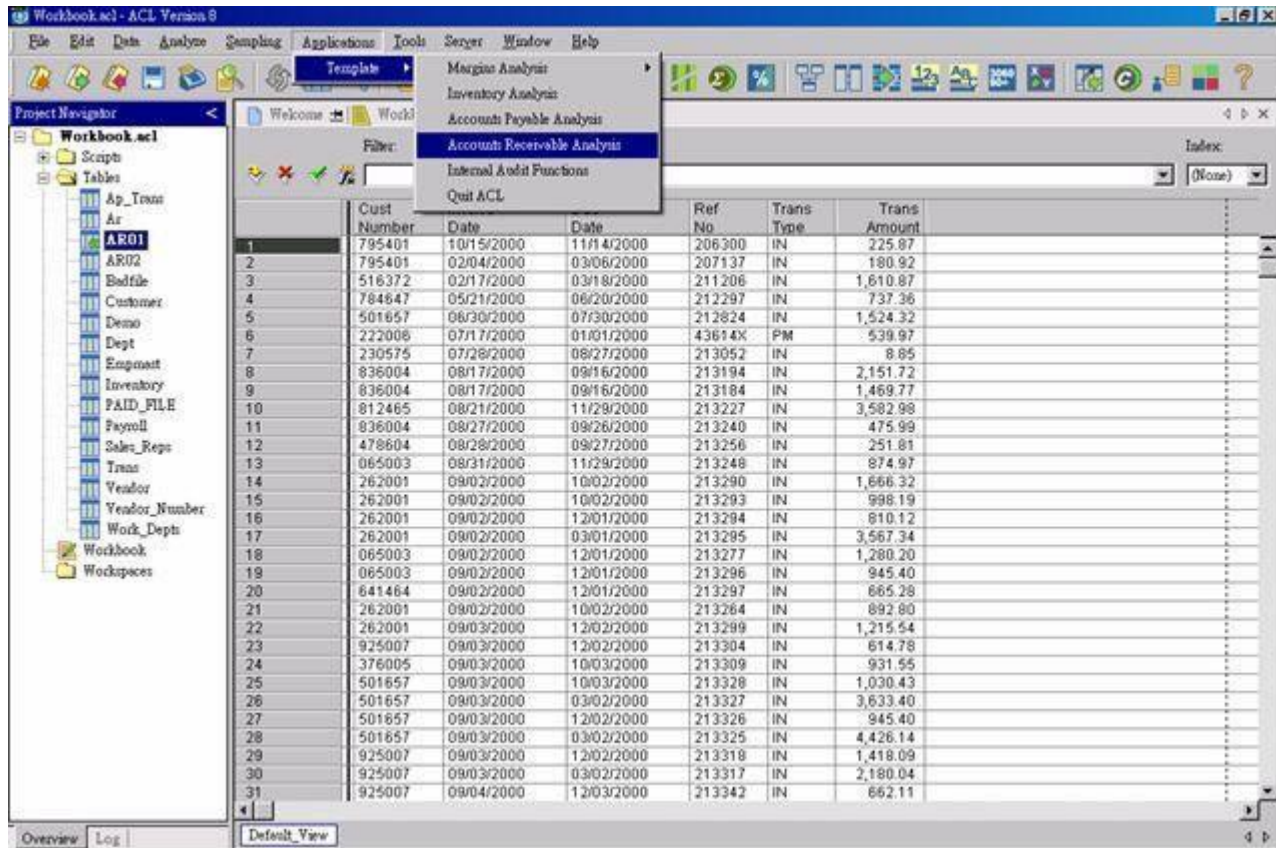 Workbook.acl - ACL Version 8
File Edit Data Analyze Sampling Applications Tools Server Window Help
Template
Margins Analysis
Inventory Analysis
Accounts Payable Analysis
Accounts Receivable Analysis
Internal Audit Functions
Quit ACL
Project Navigator
Workbook.acl
Scripts
Tables
Ap_Trans
Ar
AR01
AR02
Badfile
Customer
Demo
Dept
Empmast
Inventory
PAID_FILE
Payroll
Sales_Reps
Trans
Vendor
Vendor_Number
Work_Depts
Workbook
Workspaces
Overview Log
Welcome
Filter: Index:
(None)
Cust Number Date Date Ref No Trans Type Trans Amount
1 795401 10/15/2000 11/14/2000 206300 IN 225.87
2 795401 02/04/2000 03/06/2000 207137 IN 180.92
3 516372 02/17/2000 03/18/2000 211206 IN 1,610.87
4 784647 05/21/2000 06/20/2000 212297 IN 737.36
5 501657 06/30/2000 07/30/2000 212824 IN 1,524.32
6 222006 07/17/2000 01/01/2000 43614X PM 539.97
7 230575 07/28/2000 08/27/2000 213052 IN 8.85
8 836004 08/17/2000 09/16/2000 213194 IN 2,151.72
9 836004 08/17/2000 09/16/2000 213184 IN 1,469.77
10 812465 08/21/2000 11/29/2000 213227 IN 3,582.98
11 836004 08/27/2000 09/26/2000 213240 IN 475.99
12 478604 08/28/2000 09/27/2000 213256 IN 251.81
13 065003 08/31/2000 11/29/2000 213248 IN 874.97
14 262001 09/02/2000 10/02/2000 213290 IN 1,666.32
15 262001 09/02/2000 10/02/2000 213293 IN 998.19
16 262001 09/02/2000 12/01/2000 213294 IN 810.12
17 262001 09/02/2000 03/01/2000 213295 IN 3,567.34
18 065003 09/02/2000 12/01/2000 213277 IN 1,280.20
19 065003 09/02/2000 12/01/2000 213296 IN 945.40
20 641464 09/02/2000 12/01/2000 213297 IN 665.28
21 262001 09/02/2000 10/02/2000 213264 IN 892.80
22 262001 09/03/2000 12/02/2000 213299 IN 1,215.54
23 925007 09/03/2000 12/02/2000 213304 IN 614.78
24 376005 09/03/2000 10/03/2000 213309 IN 931.55
25 501657 09/03/2000 10/03/2000 213328 IN 1,030.43
26 501657 09/03/2000 03/02/2000 213327 IN 3,633.40
27 501657 09/03/2000 12/02/2000 213326 IN 945.40
28 501657 09/03/2000 03/02/2000 213325 IN 4,426.14
29 925007 09/03/2000 12/02/2000 213318 IN 1,418.09
30 925007 09/03/2000 03/02/2000 213317 IN 2,180.04
31 925007 09/04/2000 12/03/2000 213342 IN 662.11
Default_View